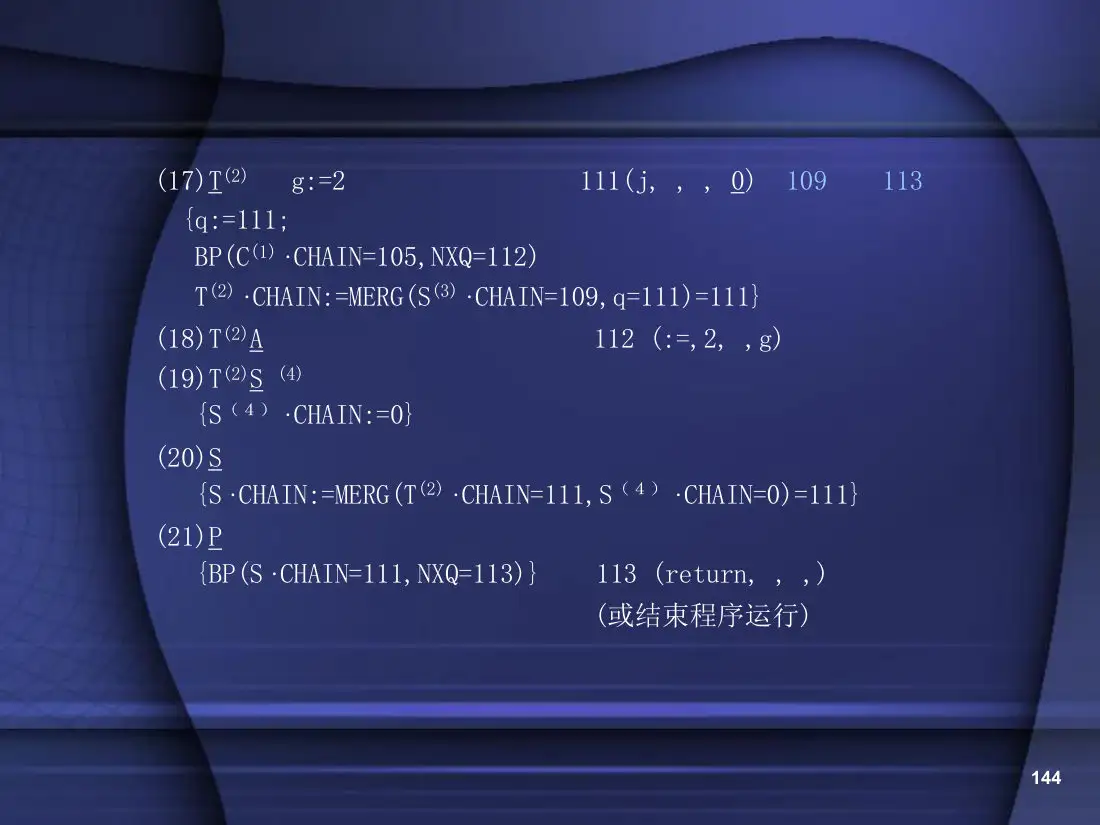 (17)T⁽²⁾ g:=2 111(j, , , 0) 109 113
{q:=111;
BP(C⁽¹⁾·CHAIN=105,NXQ=112)
T⁽²⁾·CHAIN:=MERG(S⁽³⁾·CHAIN=109,q=111)=111}
(18)T⁽²⁾A 112 (:=,2, ,g)
(19)T⁽²⁾S ⁽⁴⁾
{S⁽⁴⁾·CHAIN:=0}
(20)S
{S·CHAIN:=MERG(T⁽²⁾·CHAIN=111,S⁽⁴⁾·CHAIN=0)=111}
(21)P
{BP(S·CHAIN=111,NXQ=113)} 113 (return, , ,)
(或结束程序运行)
144